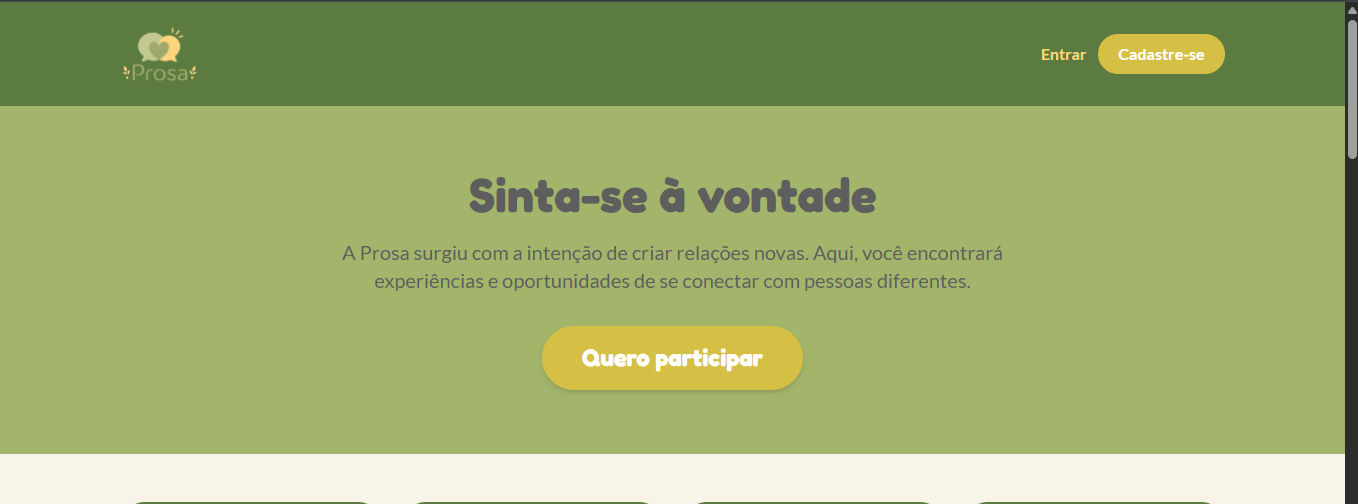 Prosa
Entrar
Cadastre-se
Sinta-se à vontade
A Prosa surgiu com a intenção de criar relações novas. Aqui, você encontrará
experiências e oportunidades de se conectar com pessoas diferentes.
Quero participar